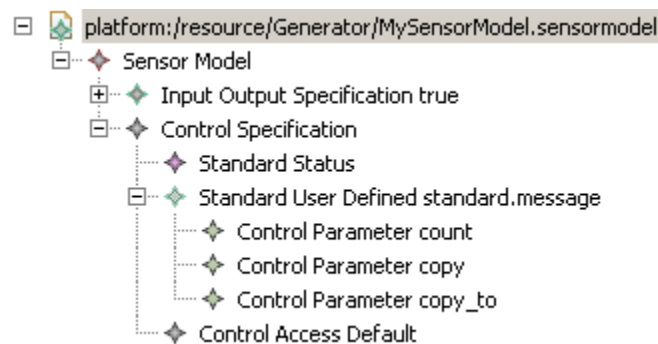 platform:/resource/Generator/MySensorModel.sensormodel
Sensor Model
Input Output Specification true
Control Specification
Standard Status
Standard User Defined standard.message
Control Parameter count
Control Parameter copy
Control Parameter copy_to
Control Access Default